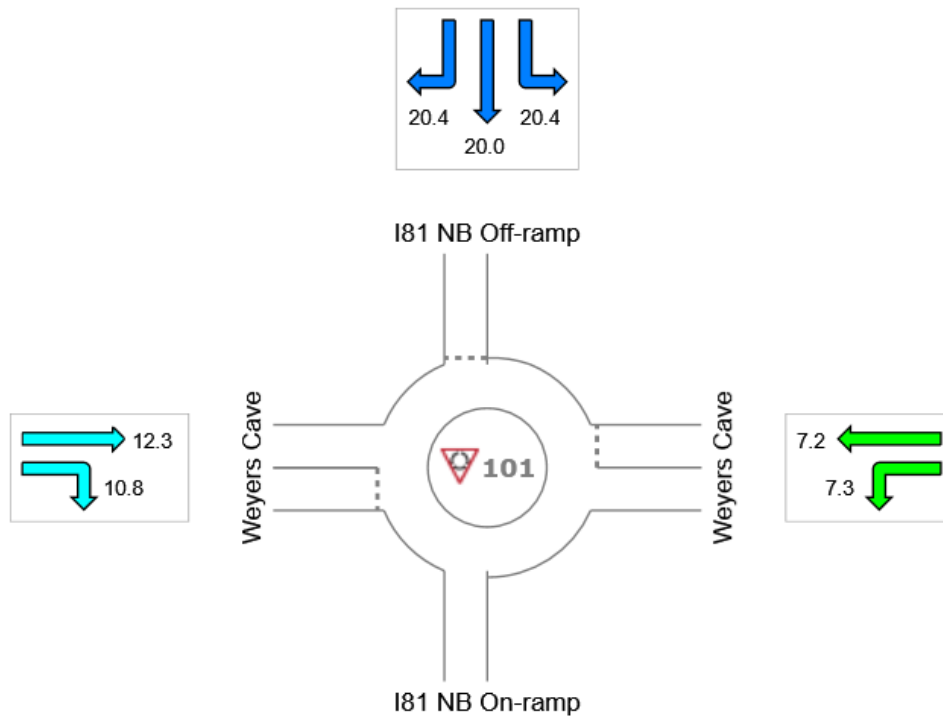 20.4
20.4
20.0
I81 NB Off-ramp
Weyers Cave
12.3
10.8
101
Weyers Cave
7.2
7.3
I81 NB On-ramp